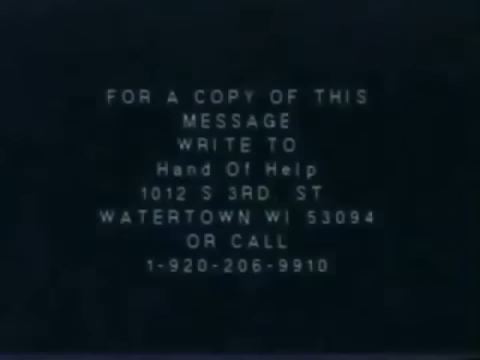 FOR A COPY OF THIS
MESSAGE
WRITE TO
Hand Of Help
1012 S 3RD ST
WATERTOWN WI 53094
OR CALL
1-920-206-9910